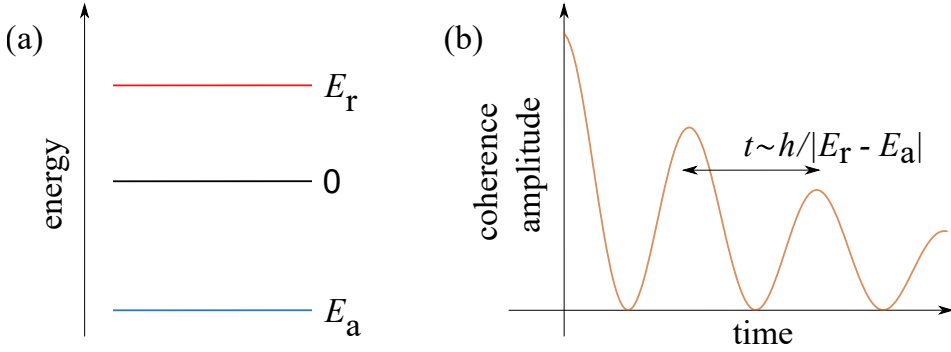 (a)
energy
E_r
0
E_a
(b)
coherence
amplitude
t~h/|E_r - E_a|
time